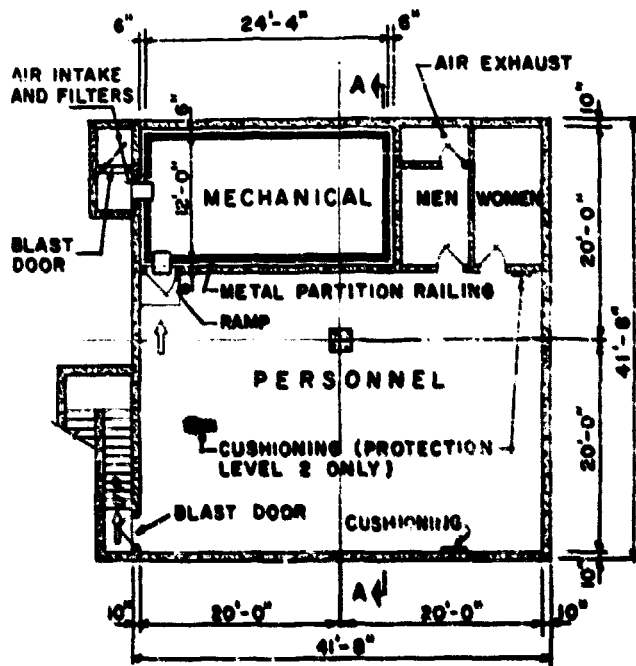 24'-4"
6"
6"
AIR INTAKE
AND FILTERS
A
AIR EXHAUST
10"
6"
12'-0"
MECHANICAL
MEN
WOMEN
20'-0"
BLAST
DOOR
METAL PARTITION RAILING
RAMP
41'-8"
PERSONNEL
CUSHIONING (PROTECTION
LEVEL 2 ONLY)
20'-0"
BLAST DOOR
CUSHIONING
10"
A
10"
20'-0"
20'-0"
10"
41'-8"